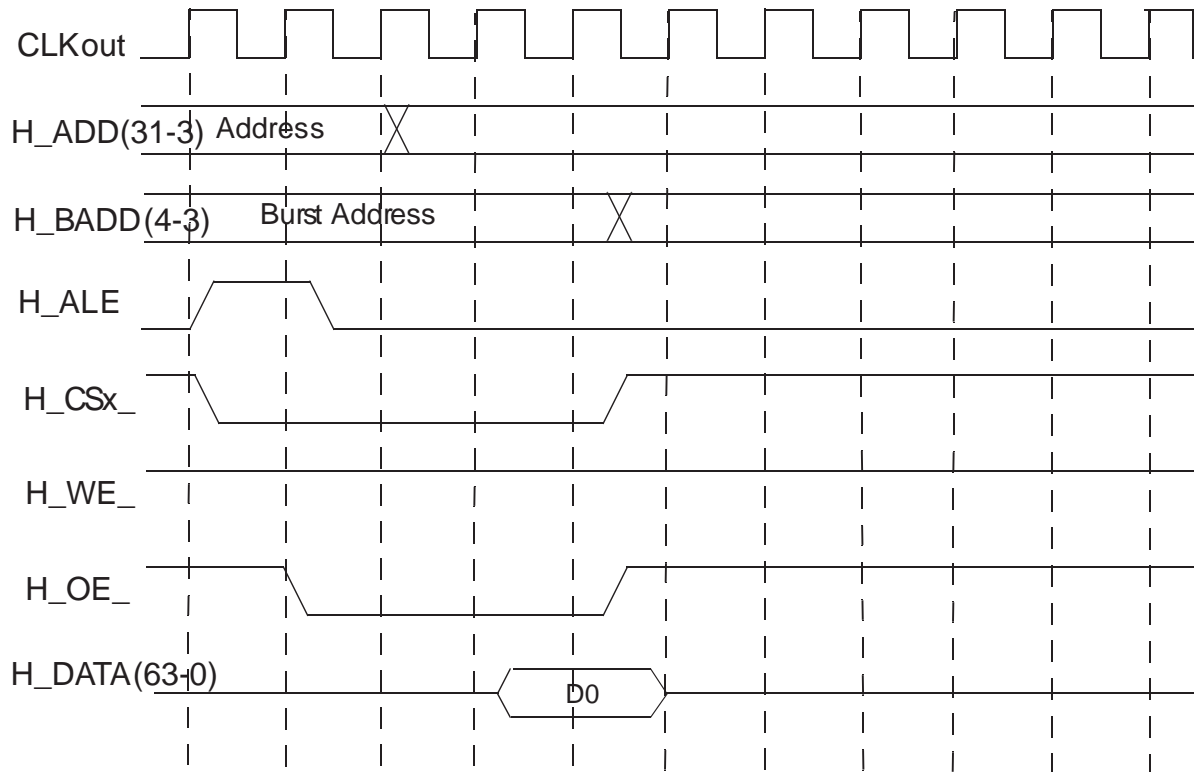 CLKout
H_ADD(31-3) Address
H_BADD(4-3) Burst Address
H_ALE
H_CSx_
H_WE_
H_OE_
H_DATA(63-0) D0